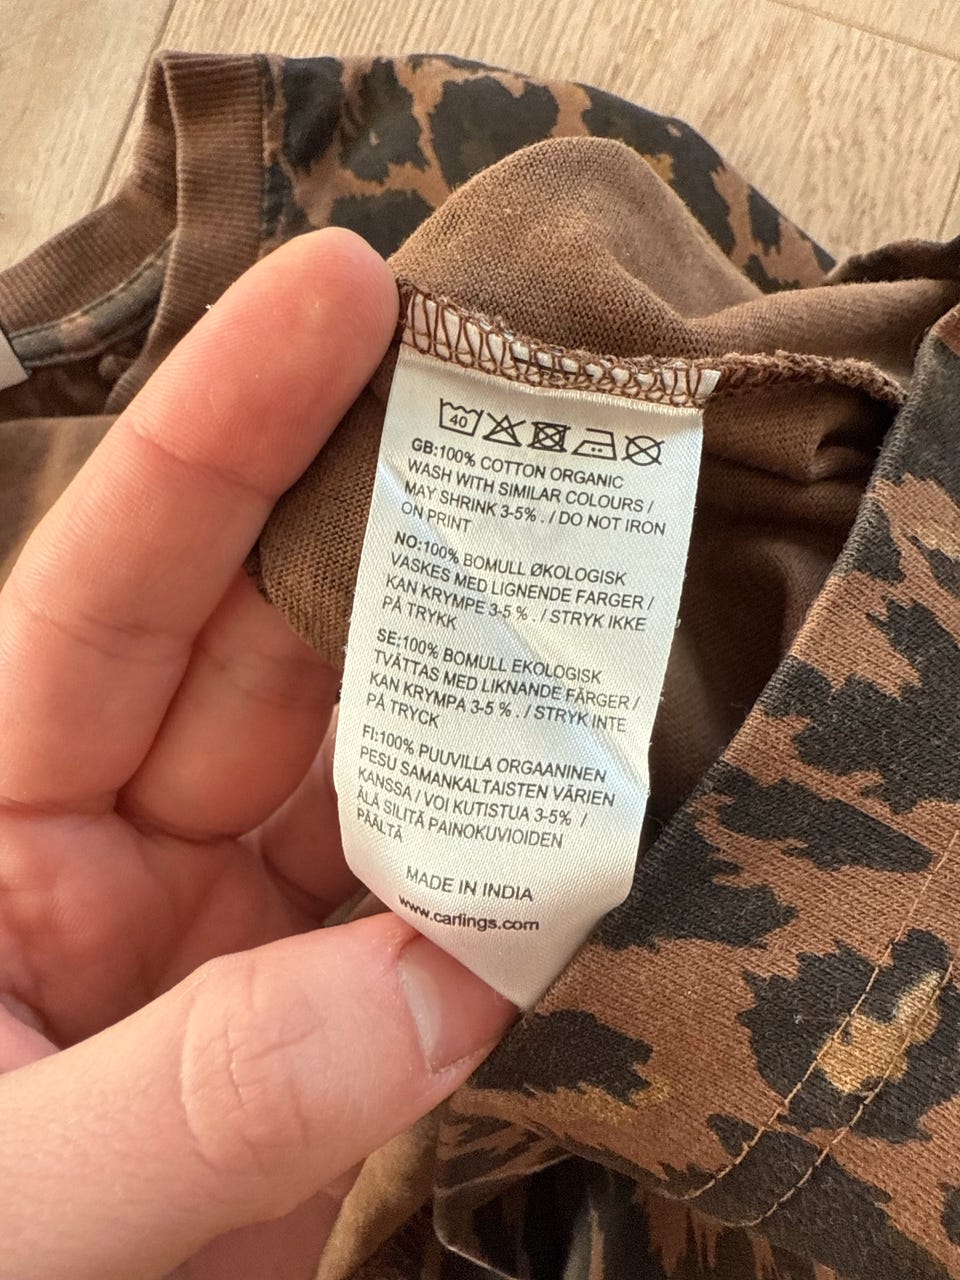 40
GB:100% COTTON ORGANIC
WASH WITH SIMILAR COLOURS /
MAY SHRINK 3-5% . / DO NOT IRON
ON PRINT
NO:100% BOMULL ØKOLOGISK
VASKES MED LIGNENDE FARGER /
KAN KRYMPE 3-5 % . / STRYK IKKE
PÅ TRYKK
SE:100% BOMULL EKOLOGISK
TVÄTTAS MED LIKNANDE FÄRGER /
KAN KRYMPA 3-5 % . / STRYK INTE
PÅ TRYCK
FI:100% PUUVILLA ORGAANINEN
PESU SAMANKALTAISTEN VÄRIEN
KANSSA / VOI KUTISTUA 3-5% /
ÄLÄ SILITÄ PAINOKUVIOIDEN
PÄÄLTÄ
MADE IN INDIA
www.carlings.com